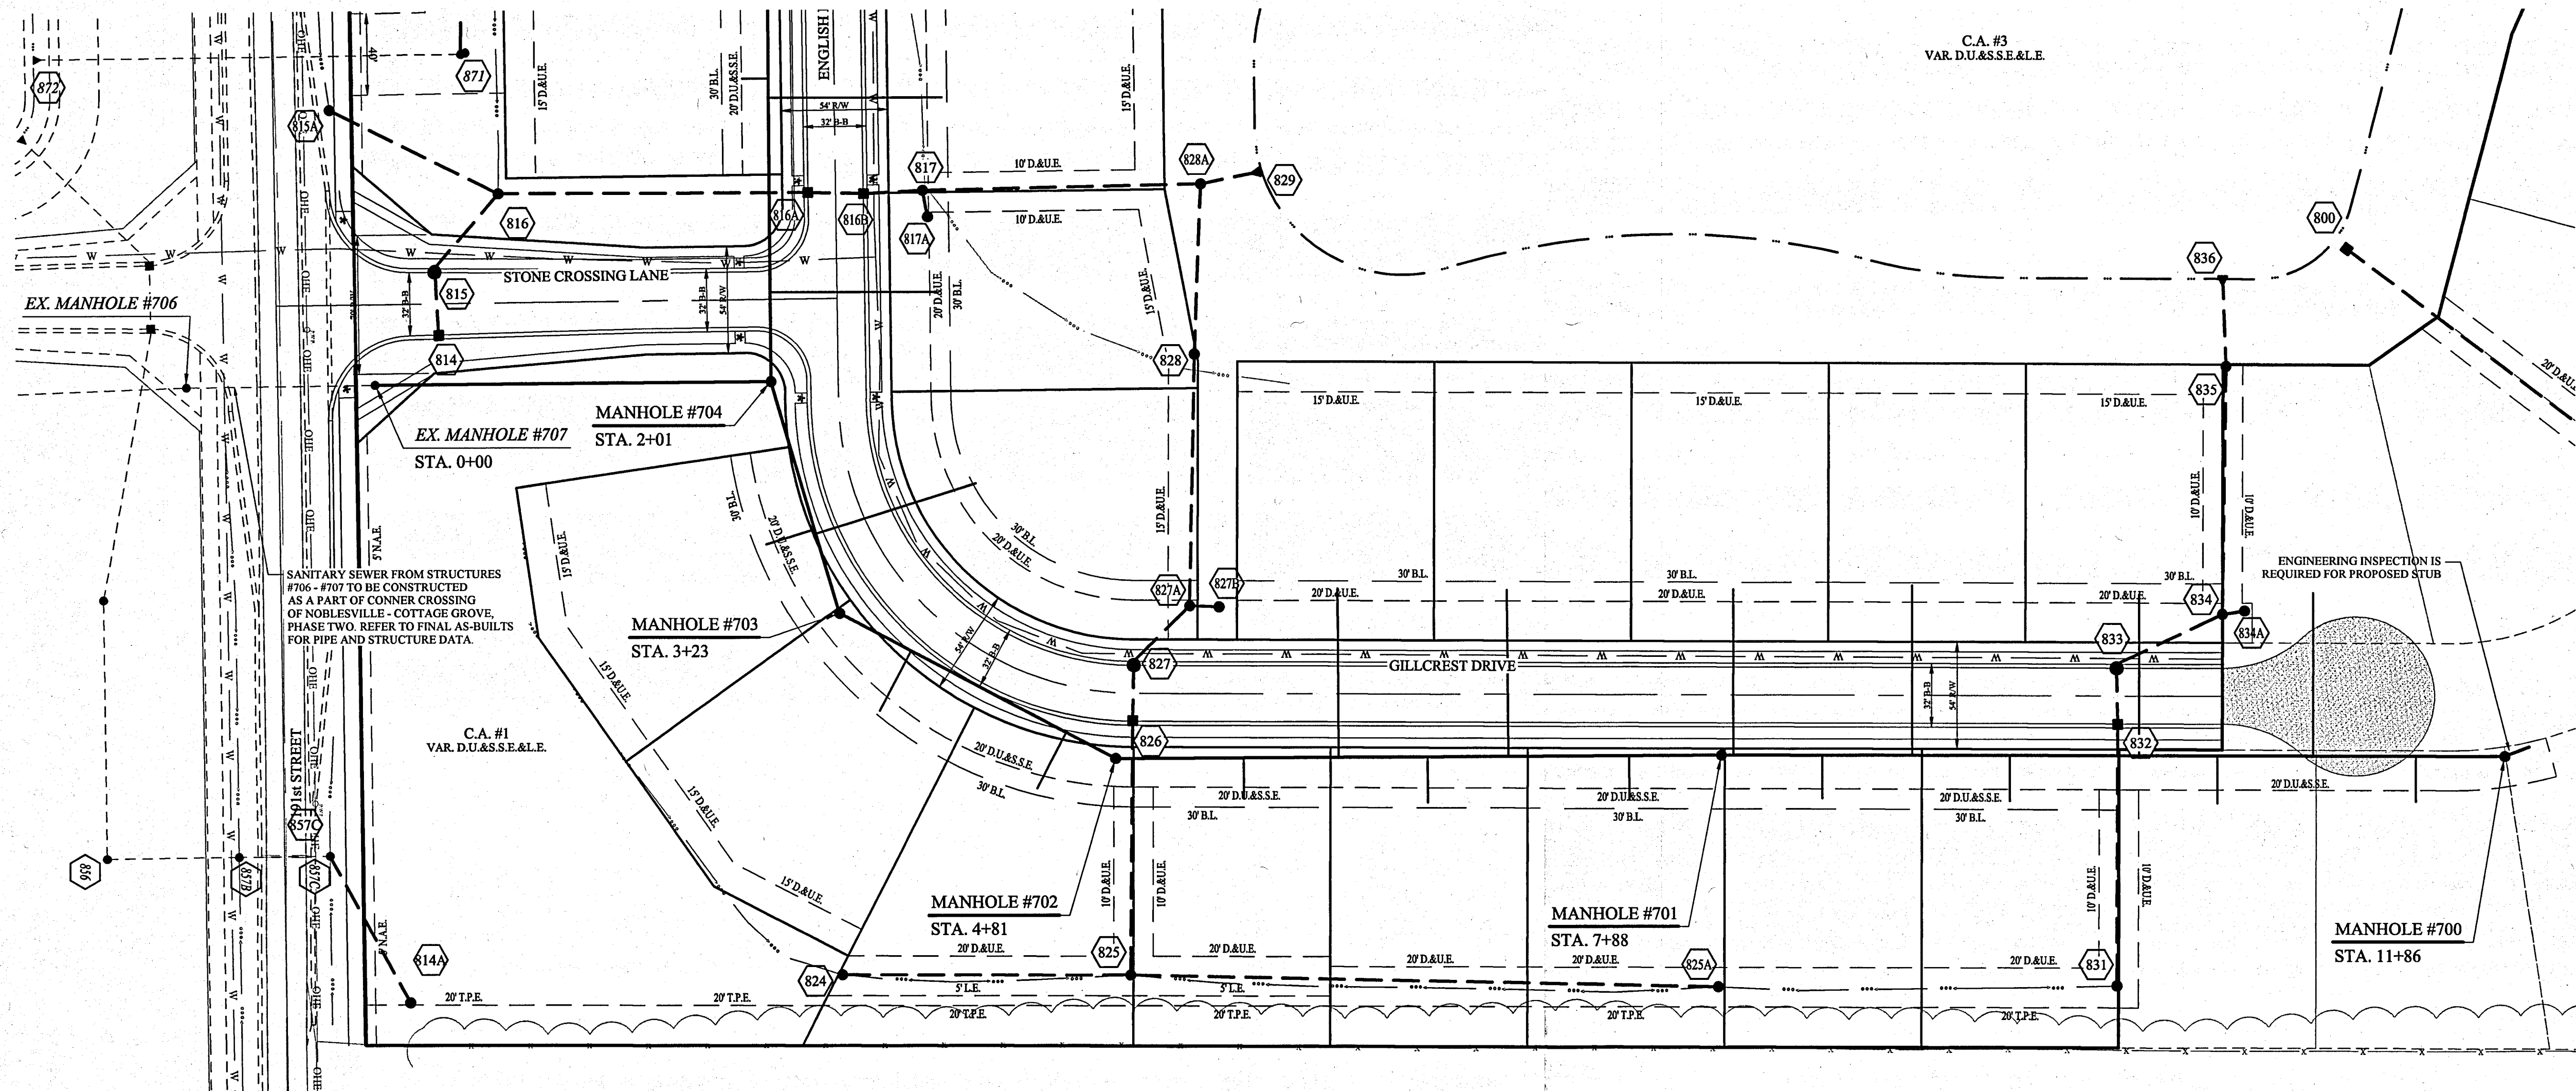 C.A. #3
VAR. D.U.&S.S.E.&L.E.
872
871
815A
40'
15' D.&U.E.
30' B.L.
20' D.U.&S.S.E.
ENGLISH
54' R/W
32' B-B
15' D.&U.E.
817
10' D.&U.E.
828A
829
816
816A
816B
817A
10' D.&U.E.
800
836
W
OHE
STONE CROSSING LANE
815
32' B-B
32' B-B
54' R/W
20' D.&U.E.
30' B.L.
15' D.&U.E.
EX. MANHOLE #706
814
828
835
20' D.&U.E.
MANHOLE #704
STA. 2+01
EX. MANHOLE #707
STA. 0+00
15' D.&U.E.
15' D.&U.E.
15' D.&U.E.
30' B.L.
20' D.U.&S.S.E.
15' D.&U.E.
10' D.&U.E.
10' D.&U.E.
5' N.A.E.
15' D.&U.E.
30' B.L.
20' D.&U.E.
SANITARY SEWER FROM STRUCTURES
#706 - #707 TO BE CONSTRUCTED
AS A PART OF CONNER CROSSING
OF NOBLESVILLE - COTTAGE GROVE,
PHASE TWO. REFER TO FINAL AS-BUILTS
FOR PIPE AND STRUCTURE DATA.
ENGINEERING INSPECTION IS
REQUIRED FOR PROPOSED STUB
827A
827B
30' B.L.
30' B.L.
30' B.L.
20' D.&U.E.
20' D.&U.E.
20' D.&U.E.
834
834A
833
MANHOLE #703
STA. 3+23
54' R/W
32' B-B
827
GILLCREST DRIVE
32' B-B
54' R/W
15' D.&U.E.
C.A. #1
VAR. D.U.&S.S.E.&L.E.
191st STREET
826
832
20' D.U.&S.S.E.
30' B.L.
20' D.U.&S.S.E.
20' D.U.&S.S.E.
20' D.U.&S.S.E.
20' D.U.&S.S.E.
30' B.L.
30' B.L.
30' B.L.
15' D.&U.E.
857C
856
857B
857C
15' D.&U.E.
10' D.&U.E.
10' D.&U.E.
10' D.&U.E.
10' D.&U.E.
MANHOLE #702
STA. 4+81
MANHOLE #701
STA. 7+88
MANHOLE #700
STA. 11+86
5' N.A.E.
814A
20' D.&U.E.
825
20' D.&U.E.
20' D.&U.E.
20' D.&U.E.
825A
20' D.&U.E.
831
824
5' L.E.
5' L.E.
20' T.P.E.
20' T.P.E.
20' T.P.E.
20' T.P.E.
20' T.P.E.
20' T.P.E.